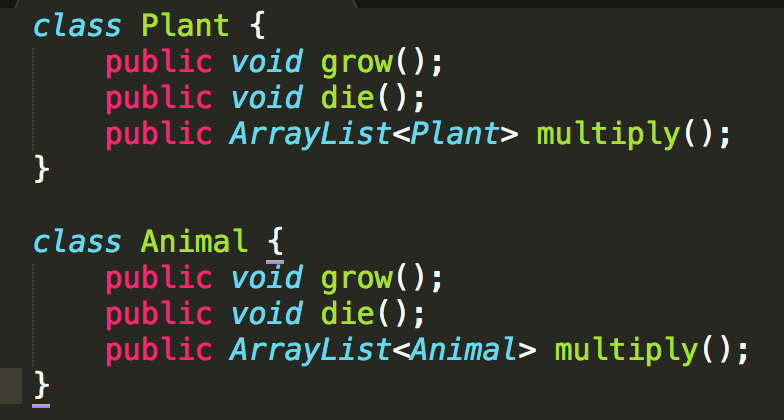 class Plant {
    public void grow();
    public void die();
    public ArrayList<Plant> multiply();
}

class Animal {
    public void grow();
    public void die();
    public ArrayList<Animal> multiply();
}